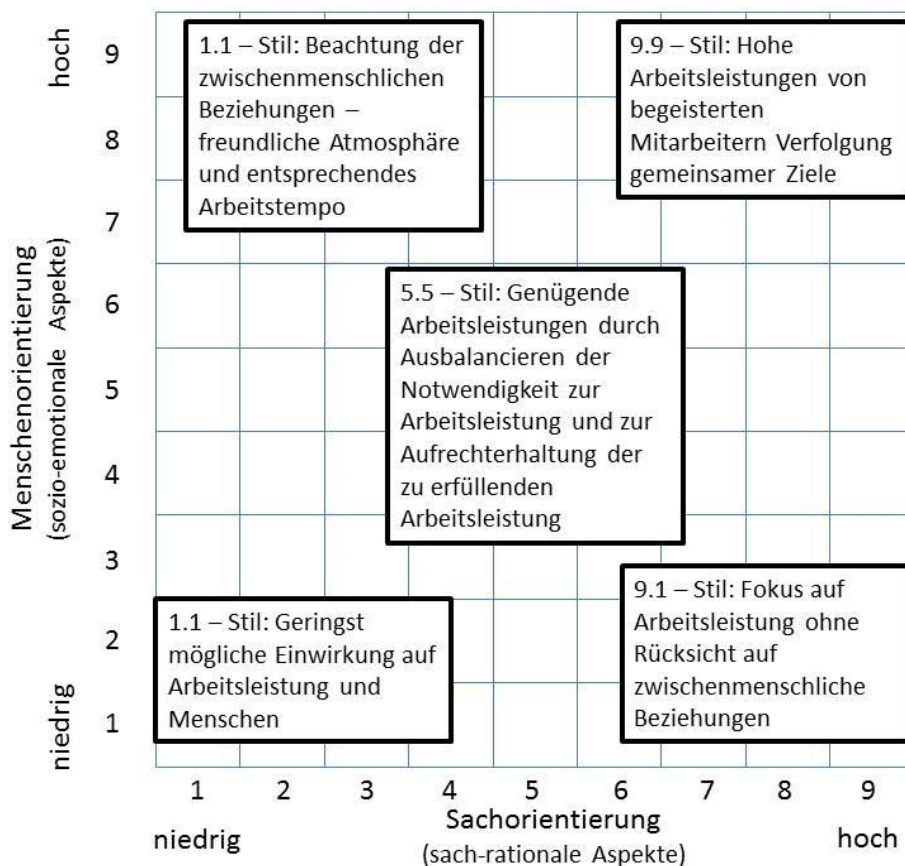 hoch
9
8
7
6
5
4
3
2
1
niedrig
Menschenorientierung
(sozio-emotionale Aspekte)
1.1 – Stil: Beachtung der
zwischenmenschlichen
Beziehungen –
freundliche Atmosphäre
und entsprechendes
Arbeitstempo
9.9 – Stil: Hohe
Arbeitsleistungen von
begeisterten
Mitarbeitern Verfolgung
gemeinsamer Ziele
5.5 – Stil: Genügende
Arbeitsleistungen durch
Ausbalancieren der
Notwendigkeit zur
Arbeitsleistung und zur
Aufrechterhaltung der
zu erfüllenden
Arbeitsleistung
1.1 – Stil: Geringst
mögliche Einwirkung auf
Arbeitsleistung und
Menschen
9.1 – Stil: Fokus auf
Arbeitsleistung ohne
Rücksicht auf
zwischenmenschliche
Beziehungen
1 2 3 4 5 6 7 8 9
niedrig Sachorientierung hoch
(sach-rationale Aspekte)